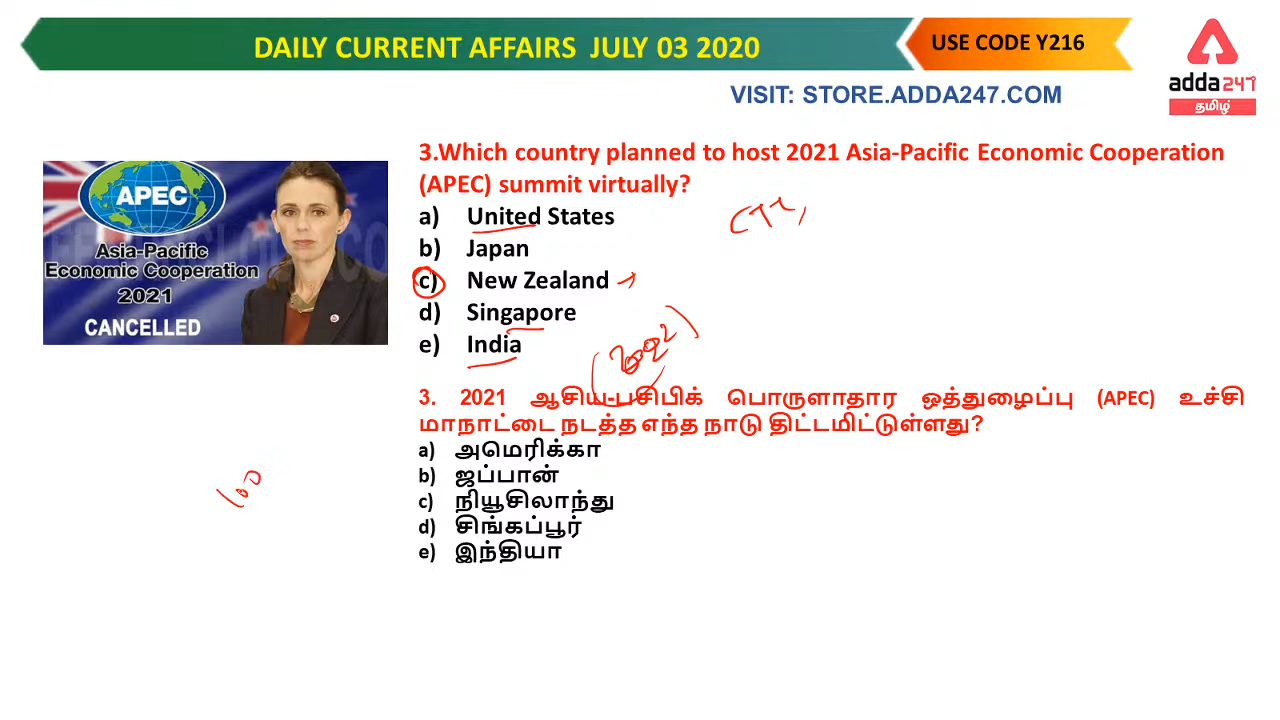 DAILY CURRENT AFFAIRS JULY 03 2020
USE CODE Y216
adda247
தமிழ்
VISIT: STORE.ADDA247.COM
APEC
Asia-Pacific
Economic Cooperation
2021
CANCELLED
3.Which country planned to host 2021 Asia-Pacific Economic Cooperation
(APEC) summit virtually?
a) United States
b) Japan
c) New Zealand
d) Singapore
e) India
3. 2021 ஆசிய-பசிபிக் பொருளாதார ஒத்துழைப்பு (APEC) உச்சி
மாநாட்டை நடத்த எந்த நாடு திட்டமிட்டுள்ளது?
a) அமெரிக்கா
b) ஜப்பான்
c) நியூசிலாந்து
d) சிங்கப்பூர்
e) இந்தியா